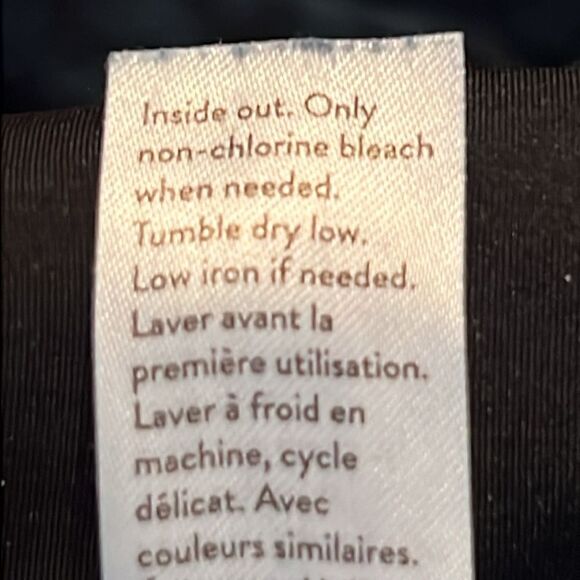 Inside out. Only
non-chlorine bleach
when needed.
Tumble dry low.
Low iron if needed.
Laver avant la
première utilisation.
Laver à froid en
machine, cycle
délicat. Avec
couleurs similaires.